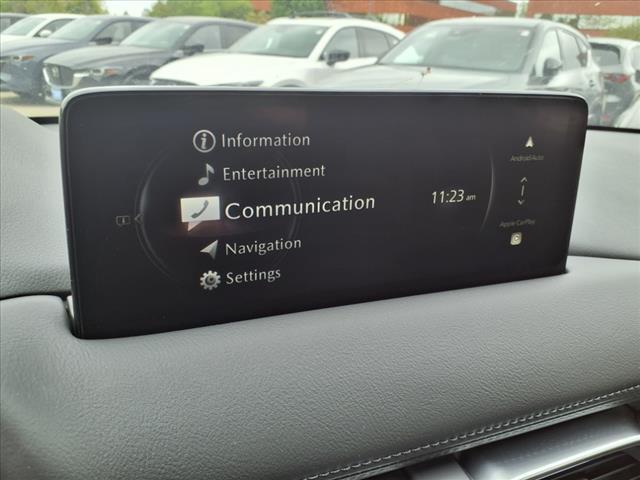 Information
Entertainment
Communication
Navigation
Settings
11:23 am
Android Auto
Apple CarPlay